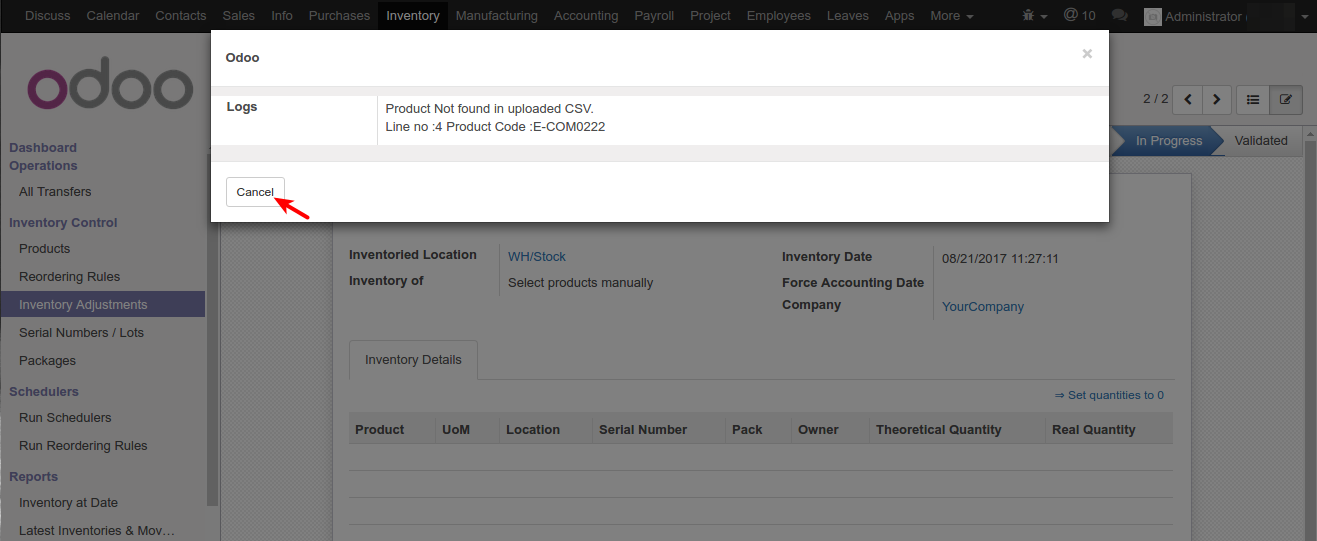 Discuss Calendar Contacts Sales Info Purchases Inventory Manufacturing Accounting Payroll Project Employees Leaves Apps More @ 10 Administrator (
Odoo ×
Logs
Product Not found in uploaded CSV.
Line no :4 Product Code :E-COM0222
Cancel
odoo
Dashboard
Operations
All Transfers
Inventory Control
Products
Reordering Rules
Inventory Adjustments
Serial Numbers / Lots
Packages
Schedulers
Run Schedulers
Run Reordering Rules
Reports
Inventory at Date
Latest Inventories & Mov…
2 / 2
In Progress Validated
Inventoried Location WH/Stock
Inventory of Select products manually
Inventory Date 08/21/2017 11:27:11
Force Accounting Date
Company YourCompany
Inventory Details
⇒ Set quantities to 0
Product UoM Location Serial Number Pack Owner Theoretical Quantity Real Quantity